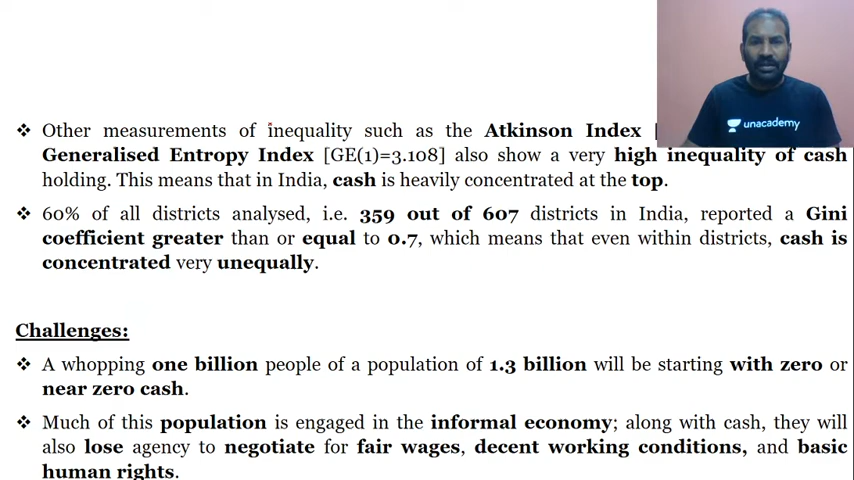 ❖ Other measurements of inequality such as the Atkinson Index [
Generalised Entropy Index [GE(1)=3.108] also show a very high inequality of cash
holding. This means that in India, cash is heavily concentrated at the top.
❖ 60% of all districts analysed, i.e. 359 out of 607 districts in India, reported a Gini
coefficient greater than or equal to 0.7, which means that even within districts, cash is
concentrated very unequally.
Challenges:
❖ A whopping one billion people of a population of 1.3 billion will be starting with zero or
near zero cash.
❖ Much of this population is engaged in the informal economy; along with cash, they will
also lose agency to negotiate for fair wages, decent working conditions, and basic
human rights.
unacademy